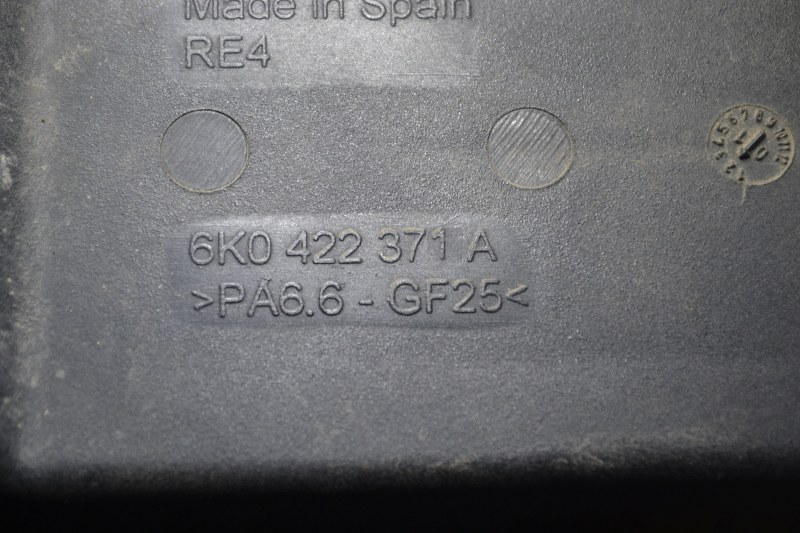 Made in Spain
RE4
6K0 422 371 A
>PA6.6 - GF25<